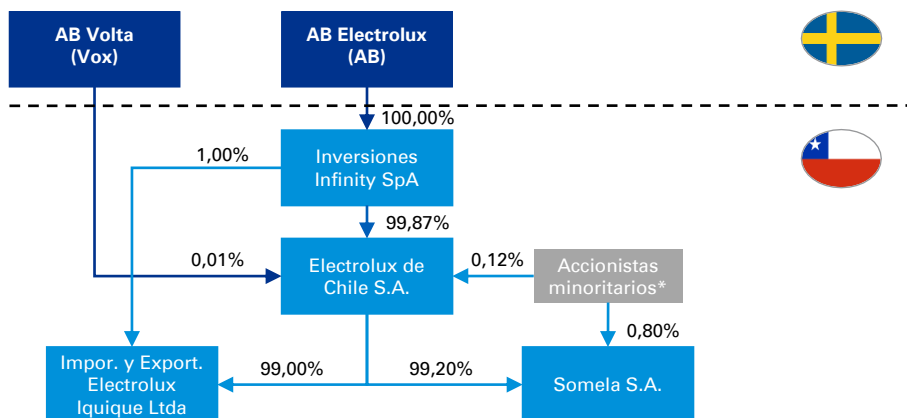 AB Volta
(Vox)
AB Electrolux
(AB)
100,00%
1,00%
Inversiones
Infinity SpA
99,87%
0,01%
Electrolux de
Chile S.A.
0,12%
Accionistas
minoritarios*
0,80%
Impor. y Export.
Electrolux
Iquique Ltda
99,00%
99,20%
Somela S.A.